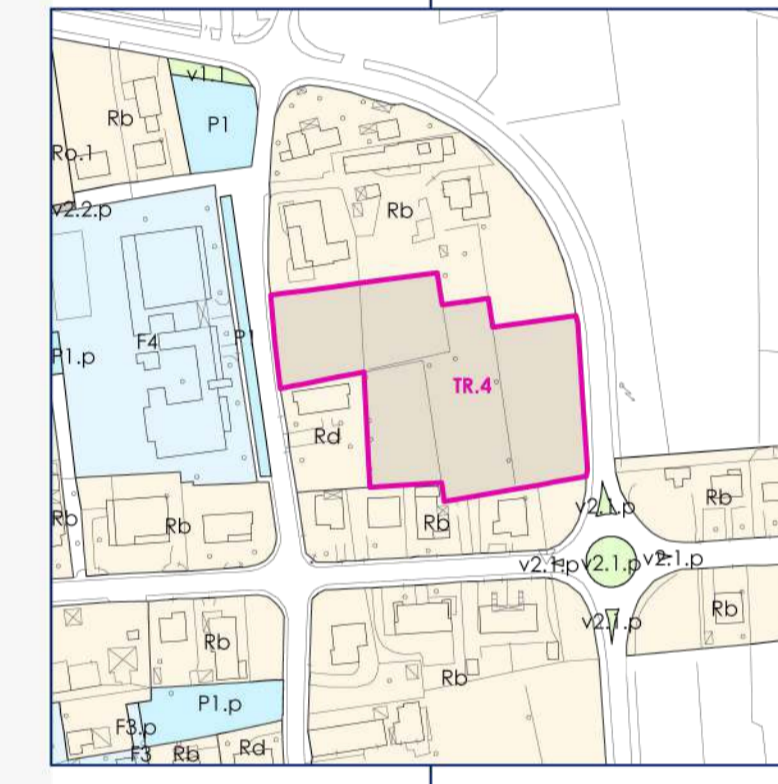 v1.1
Rb
P1
Ro.1
v2.2.p
Rb
F4
P1
P1.p
TR.4
Rd
Rb
Rb
Rb
Rb
v2.1.p
v2.1.p
v2.1.p
v2.1.p
v2.1.p
Rb
Rb
Rb
P1.p
F3.p
F3
Rb
Rd